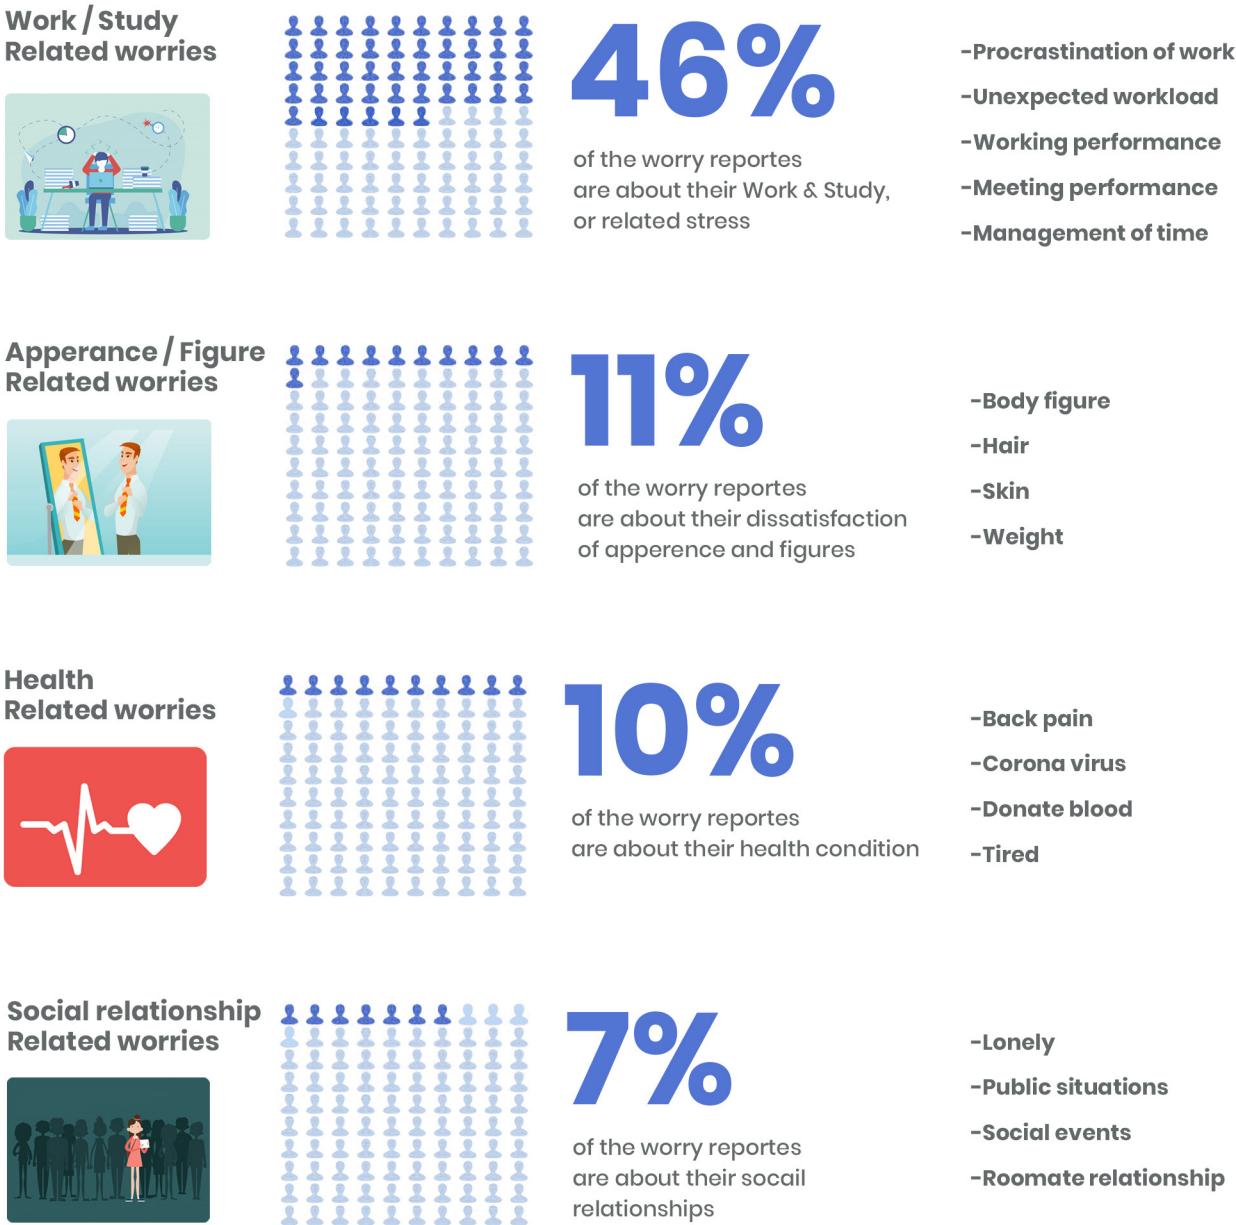 Work / Study
Related worries
46%
of the worry reportes
are about their Work & Study,
or related stress
-Procrastination of work
-Unexpected workload
-Working performance
-Meeting performance
-Management of time
Apperance / Figure
Related worries
11%
of the worry reportes
are about their dissatisfaction
of apperence and figures
-Body figure
-Hair
-Skin
-Weight
Health
Related worries
10%
of the worry reportes
are about their health condition
-Back pain
-Corona virus
-Donate blood
-Tired
Social relationship
Related worries
7%
of the worry reportes
are about their socail
relationships
-Lonely
-Public situations
-Social events
-Roomate relationship